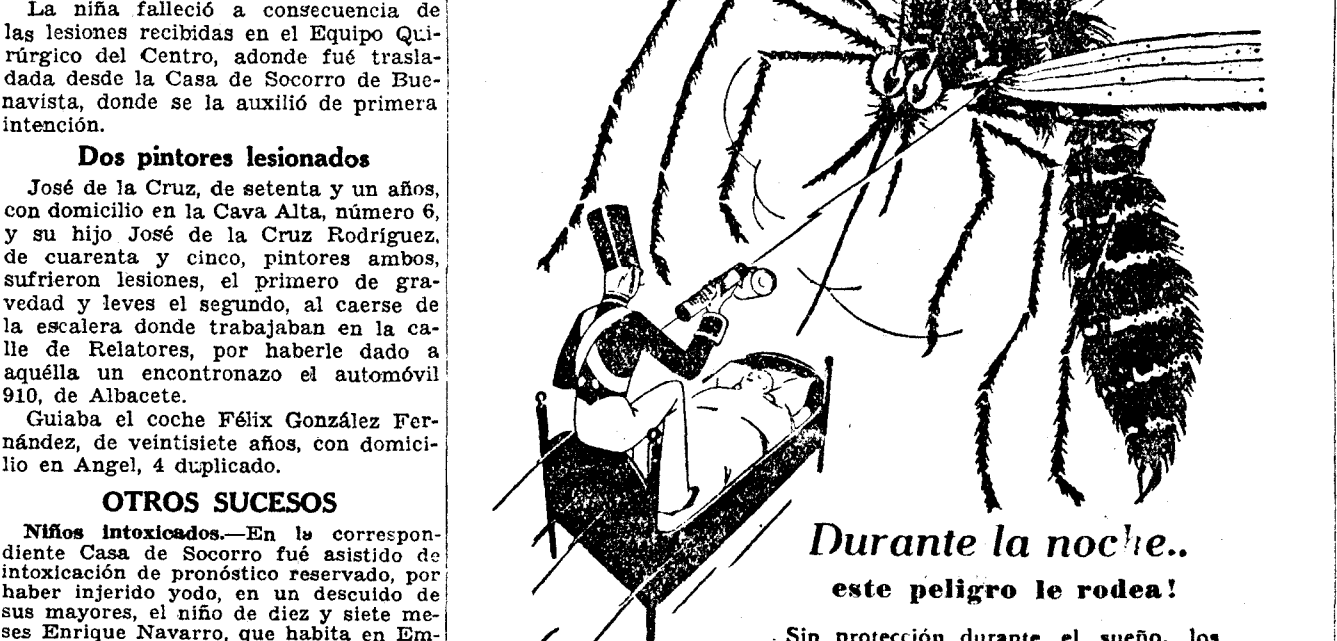 La niña falleció a consecuencia de
las lesiones recibidas en el Equipo Qui-
rúrgico del Centro, adonde fué trasla-
dada desde la Casa de Socorro de Bue-
navista, donde se la auxilió de primera
intención.
Dos pintores lesionados
José de la Cruz, de setenta y un años,
con domicilio en la Cava Alta, número 6,
y su hijo José de la Cruz Rodríguez,
de cuarenta y cinco, pintores ambos,
sufrieron lesiones, el primero de gra-
vedad y leves el segundo, al caerse de
la escalera donde trabajaban en la ca-
lle de Relatores, por haberle dado a
aquélla un encontronazo el automóvil
910, de Albacete.
Guiaba el coche Félix González Fer-
nández, de veintisiete años, con domici-
lio en Angel, 4 duplicado.
OTROS SUCESOS
Niños intoxicados.—En la correspon-
diente Casa de Socorro fué asistido de
intoxicación de pronóstico reservado, por
haber injerido yodo, en un descuido de
sus mayores, el niño de diez y siete me-
ses Enrique Navarro, que habita en Em-
Durante la noche..
este peligro le rodea!
Sin protección durante el sueño, los